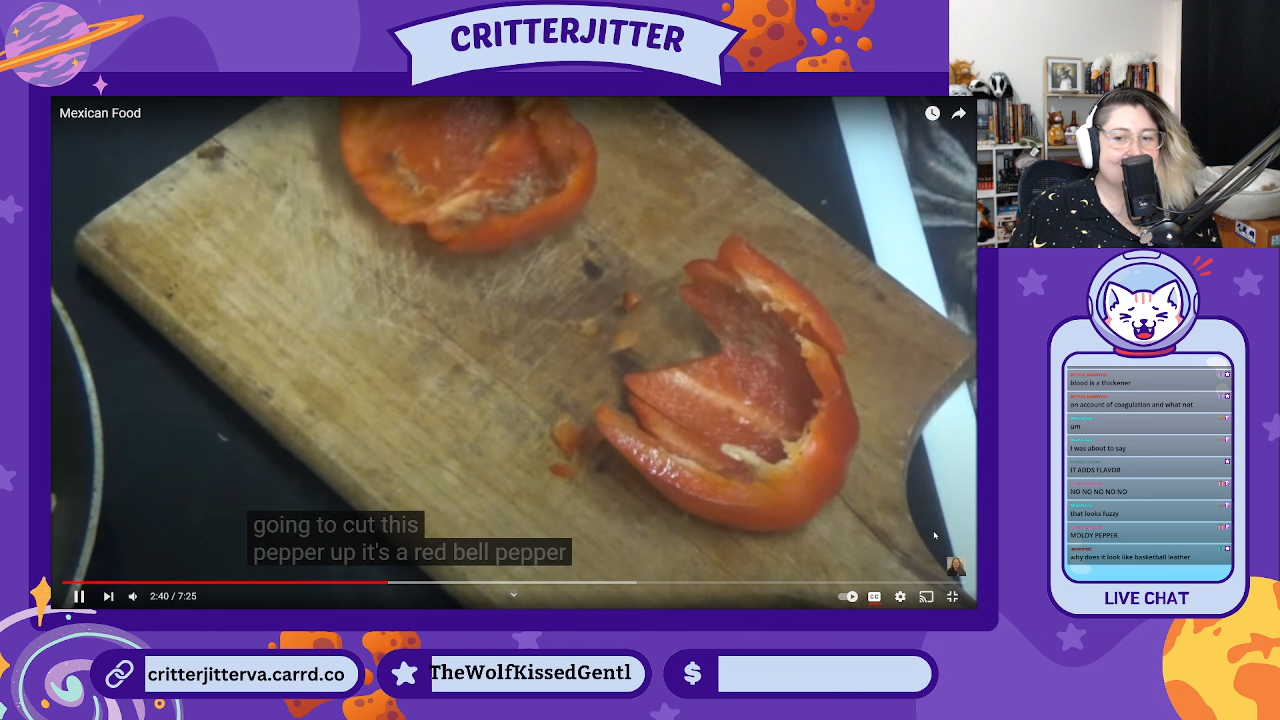 CRITTERJITTER
Mexican Food
going to cut this
pepper up it's a red bell pepper
2:40 / 7:25
CC
blood is a thickener
on account of coagulation and what not
um
I was about to say
IT ADDS FLAVOR
NO NO NO NO NO
that looks fuzzy
MOLDY PEPPER
why does it look like basketball leather
LIVE CHAT
critterjitterva.carrd.co
TheWolfKissedGentl
$